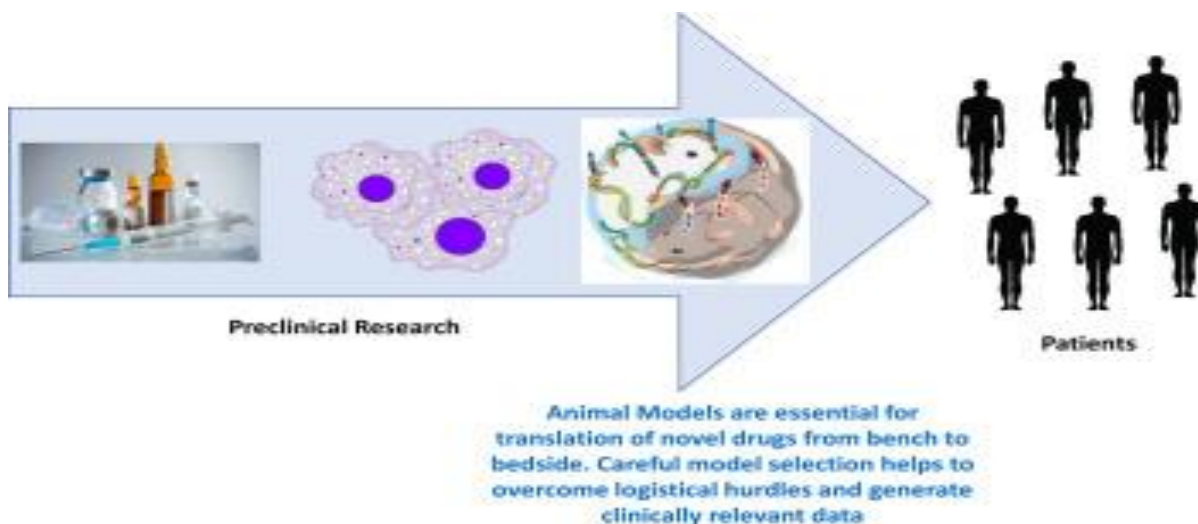 Preclinical Research
Patients
Animal Models are essential for
translation of novel drugs from bench to
bedside. Careful model selection helps to
overcome logistical hurdles and generate
clinically relevant data